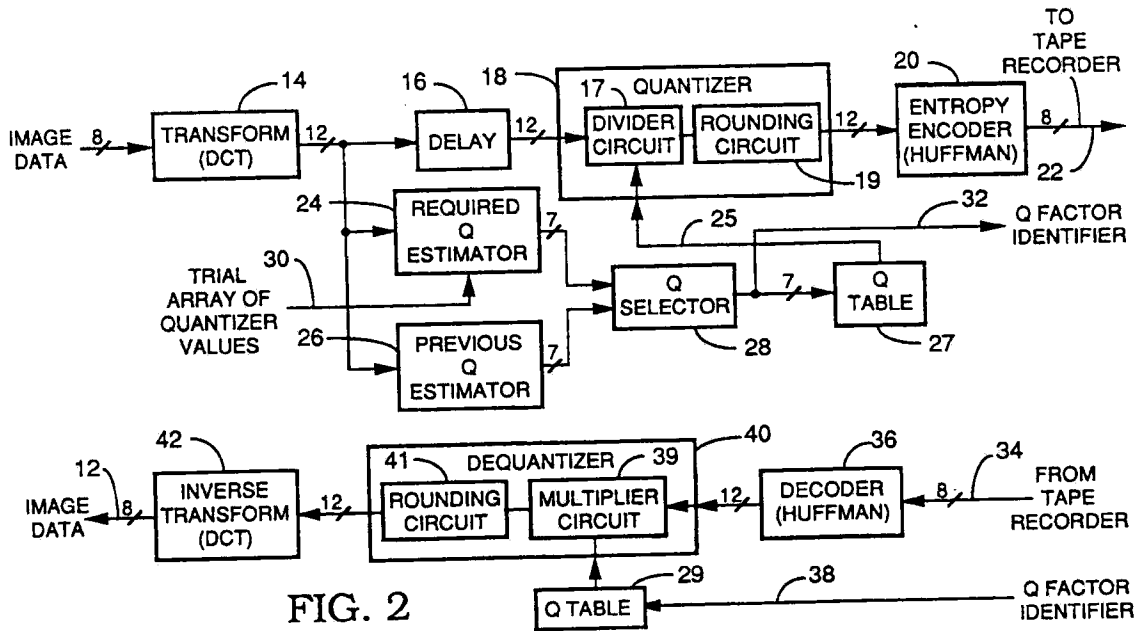 TO
TAPE
RECORDER
14
16
18
17
QUANTIZER
20
IMAGE
DATA
8
TRANSFORM
(DCT)
12
DELAY
12
DIVIDER
CIRCUIT
ROUNDING
CIRCUIT
12
ENTROPY
ENCODER
(HUFFMAN)
8
19
22
24
REQUIRED
Q
ESTIMATOR
7
25
32
Q FACTOR
IDENTIFIER
30
TRIAL
ARRAY OF
QUANTIZER
VALUES
Q
SELECTOR
7
Q
TABLE
26
PREVIOUS
Q
ESTIMATOR
7
28
27
42
40
12
41
DEQUANTIZER
39
36
34
IMAGE
DATA
8
INVERSE
TRANSFORM
(DCT)
12
ROUNDING
CIRCUIT
MULTIPLIER
CIRCUIT
12
DECODER
(HUFFMAN)
8
FROM
TAPE
RECORDER
29
38
FIG. 2
Q TABLE
Q FACTOR
IDENTIFIER